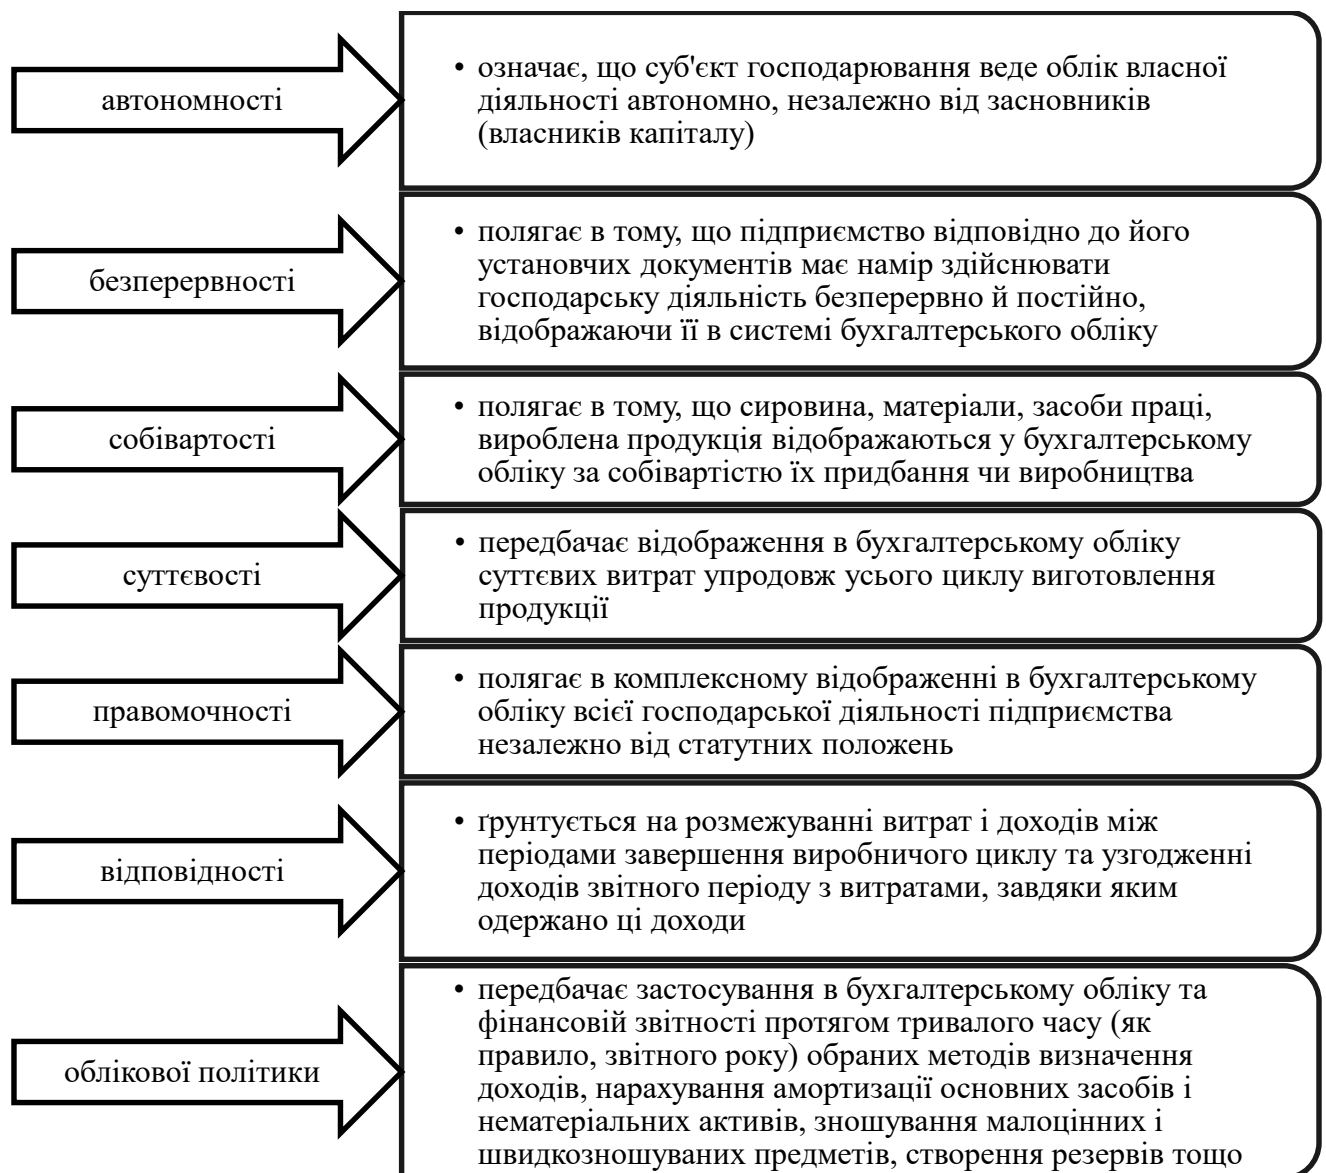 автономності
• означає, що суб'єкт господарювання веде облік власної
діяльності автономно, незалежно від засновників
(власників капіталу)
безперервності
• полягає в тому, що підприємство відповідно до його
установчих документів має намір здійснювати
господарську діяльність безперервно й постійно,
відображаючи її в системі бухгалтерського обліку
собівартості
• полягає в тому, що сировина, матеріали, засоби праці,
вироблена продукція відображаються у бухгалтерському
обліку за собівартістю їх придбання чи виробництва
суттєвості
• передбачає відображення в бухгалтерському обліку
суттєвих витрат упродовж усього циклу виготовлення
продукції
правомочності
• полягає в комплексному відображенні в бухгалтерському
обліку всієї господарської діяльності підприємства
незалежно від статутних положень
відповідності
• ґрунтується на розмежуванні витрат і доходів між
періодами завершення виробничого циклу та узгодженні
доходів звітного періоду з витратами, завдяки яким
одержано ці доходи
облікової політики
• передбачає застосування в бухгалтерському обліку та
фінансовій звітності протягом тривалого часу (як
правило, звітного року) обраних методів визначення
доходів, нарахування амортизації основних засобів і
нематеріальних активів, зношування малоцінних і
швидкозношуваних предметів, створення резервів тощо